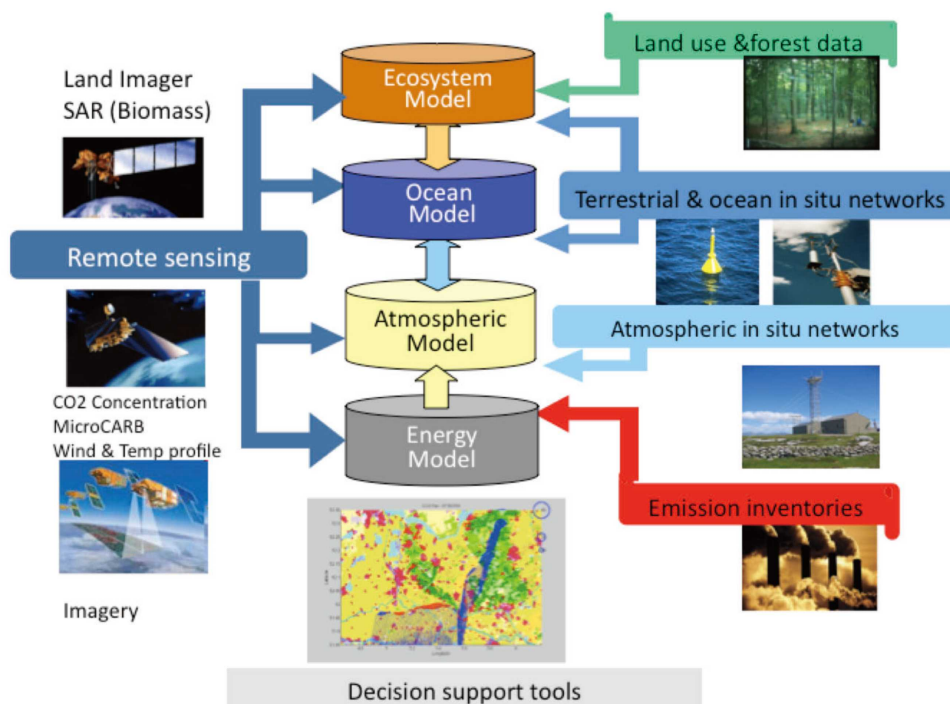 Land use &forest data
Land Imager
SAR (Biomass)
Ecosystem
Model
Ocean
Model
Terrestrial & ocean in situ networks
Remote sensing
Atmospheric
Model
Atmospheric in situ networks
CO2 Concentration
MicroCARB
Wind & Temp profile
Energy
Model
Emission inventories
Imagery
Decision support tools